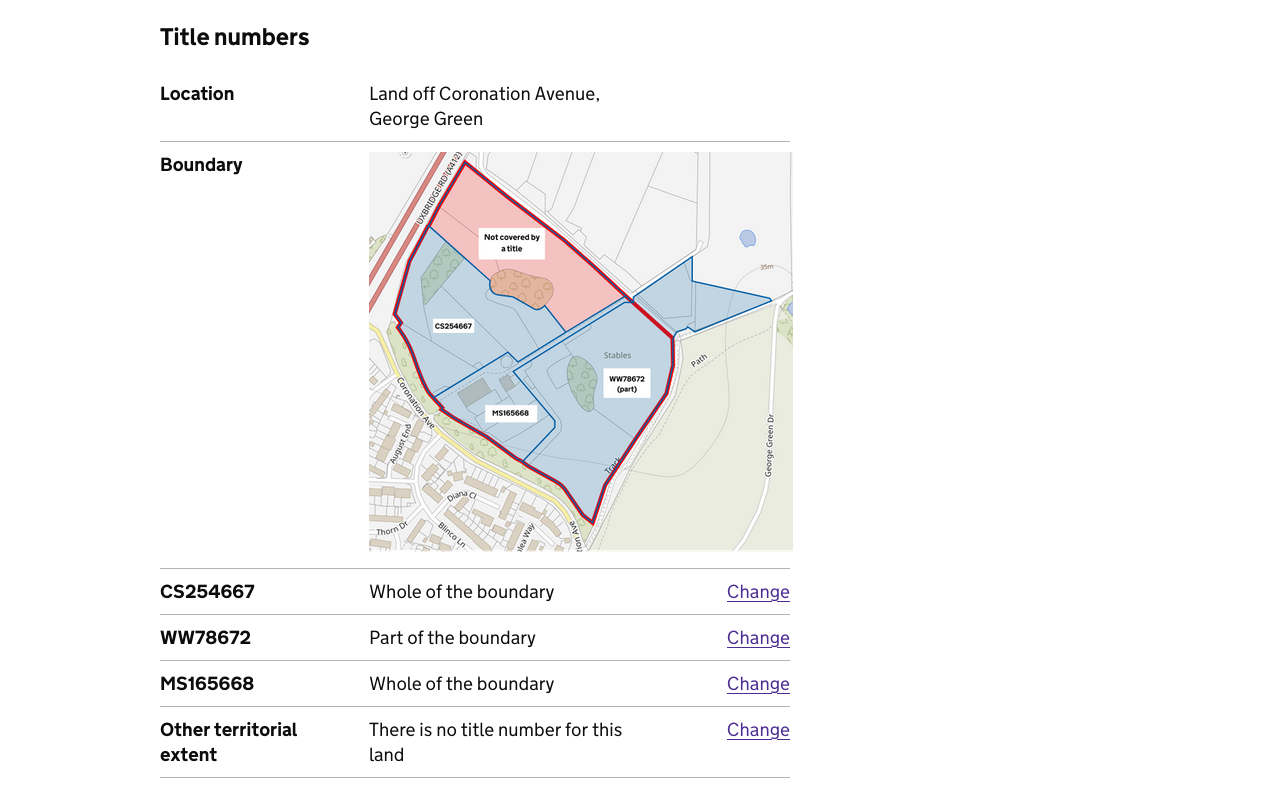 Title numbers
Location
Land off Coronation Avenue,
George Green
Boundary
UXBRIDGE RD (A412)
Not covered by
a title
35m
CS254667
Stables
WW78672
(part)
Path
MS165668
Coronation Ave
August End
George Green Dr
Track
Diana Cl
Thorn Dr
Blinco Ln
CS254667
Whole of the boundary
Change
WW78672
Part of the boundary
Change
MS165668
Whole of the boundary
Change
Other territorial
extent
There is no title number for this
land
Change